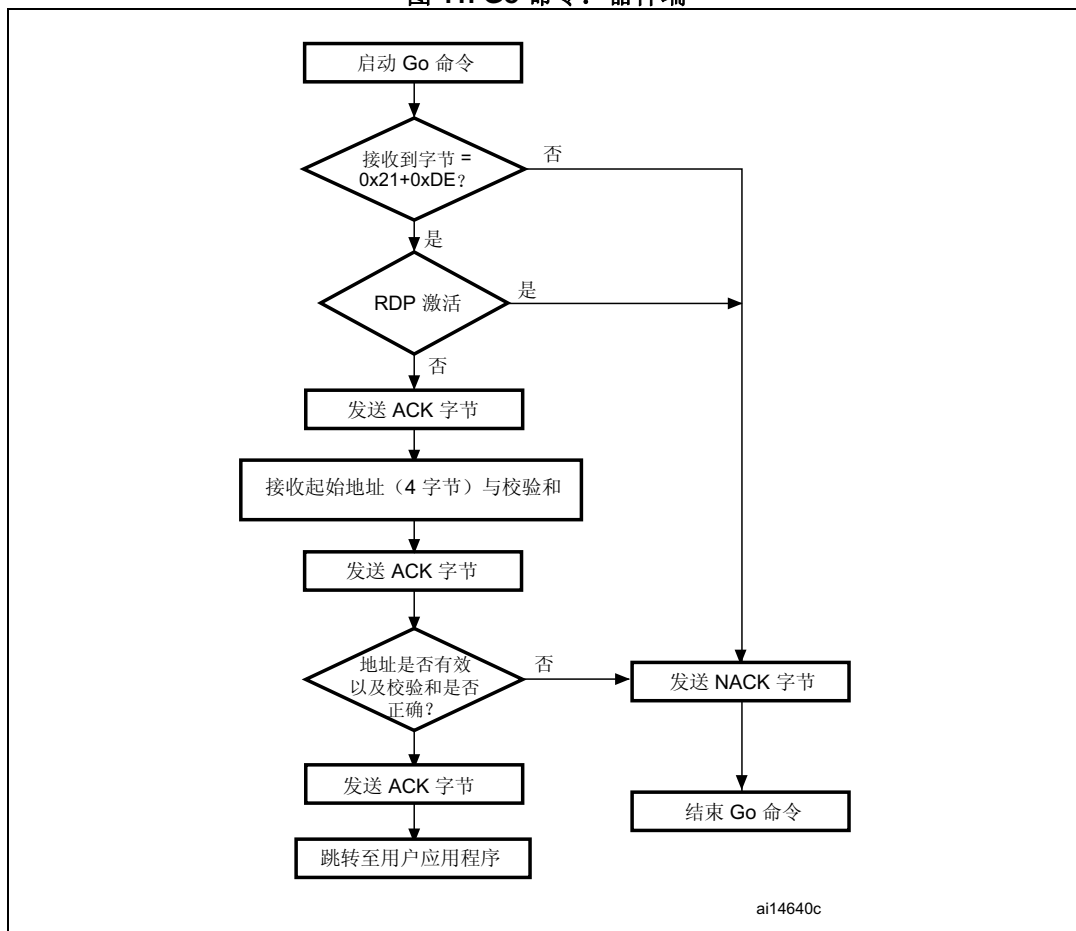 启动 Go 命令
接收到字节 =
0x21+0xDE？
否
是
RDP 激活
是
否
发送 ACK 字节
接收起始地址（4 字节）与校验和
发送 ACK 字节
地址是否有效
以及校验和是否
正确？
否
发送 NACK 字节
发送 ACK 字节
结束 Go 命令
跳转至用户应用程序
ai14640c